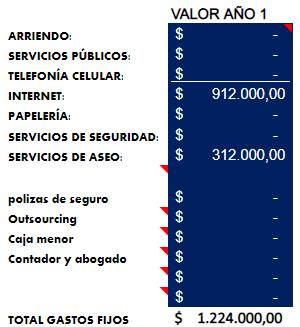 VALOR AÑO 1
ARRIENDO: $ -
SERVICIOS PÚBLICOS: $ -
TELEFONÍA CELULAR: $ -
INTERNET: $ 912.000,00
PAPELERÍA: $ -
SERVICIOS DE SEGURIDAD: $ -
SERVICIOS DE ASEO: $ 312.000,00
polizas de seguro $ -
Outsourcing $ -
Caja menor $ -
Contador y abogado $ -
$ -
$ -
TOTAL GASTOS FIJOS $ 1.224.000,00